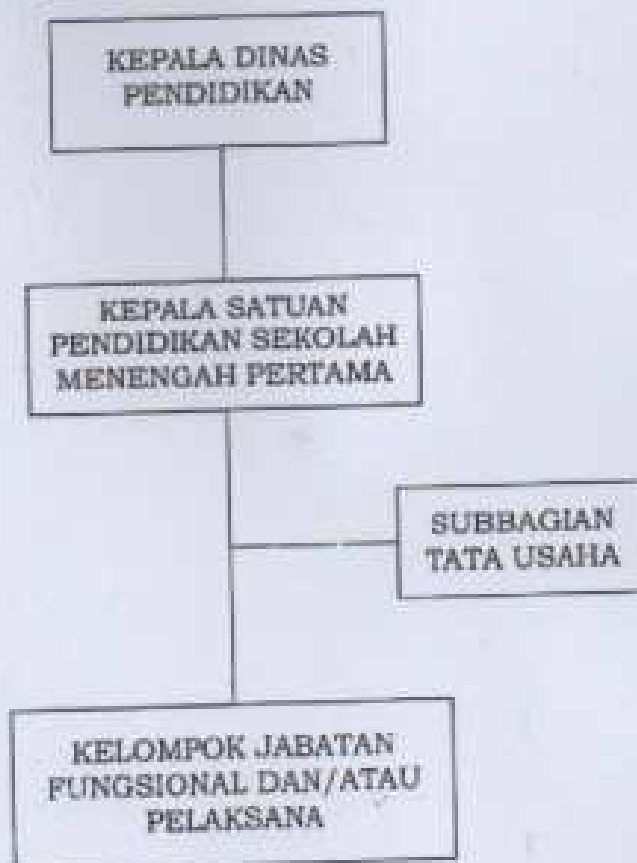 KEPALA DINAS
PENDIDIKAN
KEPALA SATUAN
PENDIDIKAN SEKOLAH
MENENGAH PERTAMA
SUBBAGIAN
TATA USAHA
KELOMPOK JABATAN
FUNGSIONAL DAN/ATAU
PELAKSANA